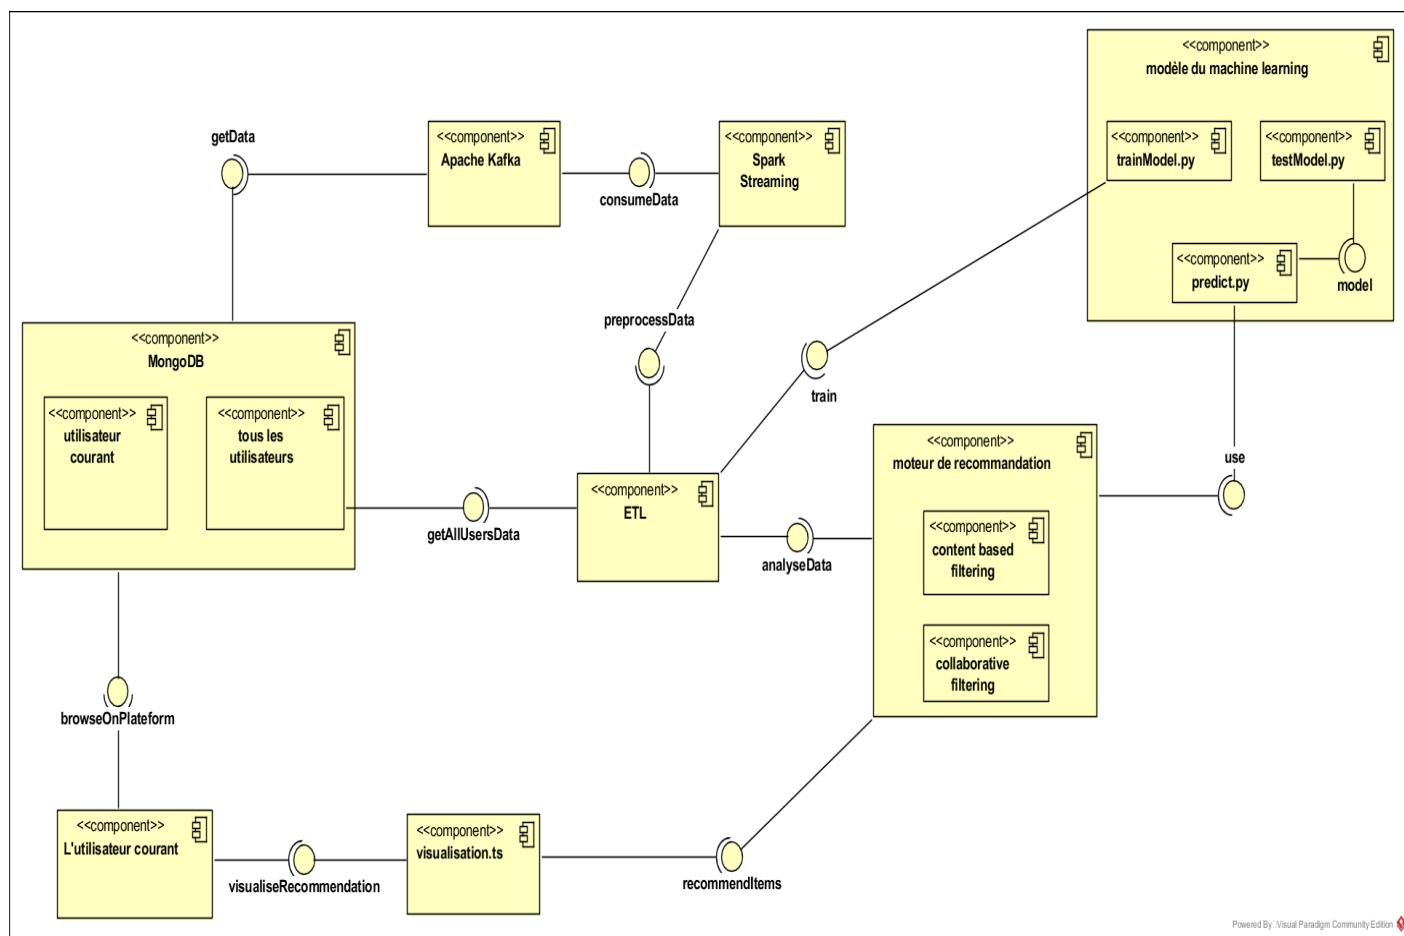 <<component>>
modèle du machine learning
<<component>>
trainModel.py
<<component>>
testModel.py
<<component>>
predict.py
model
getData
<<component>>
Apache Kafka
consumeData
<<component>>
Spark
Streaming
preprocessData
train
<<component>>
MongoDB
<<component>>
utilisateur
courant
<<component>>
tous les
utilisateurs
getAllUsersData
<<component>>
ETL
analyseData
<<component>>
moteur de recommandation
<<component>>
content based
filtering
<<component>>
collaborative
filtering
use
browseOnPlateform
<<component>>
L'utilisateur courant
visualiseRecommendation
<<component>>
visualisation.ts
recommendItems
Powered By Visual Paradigm Community Edition